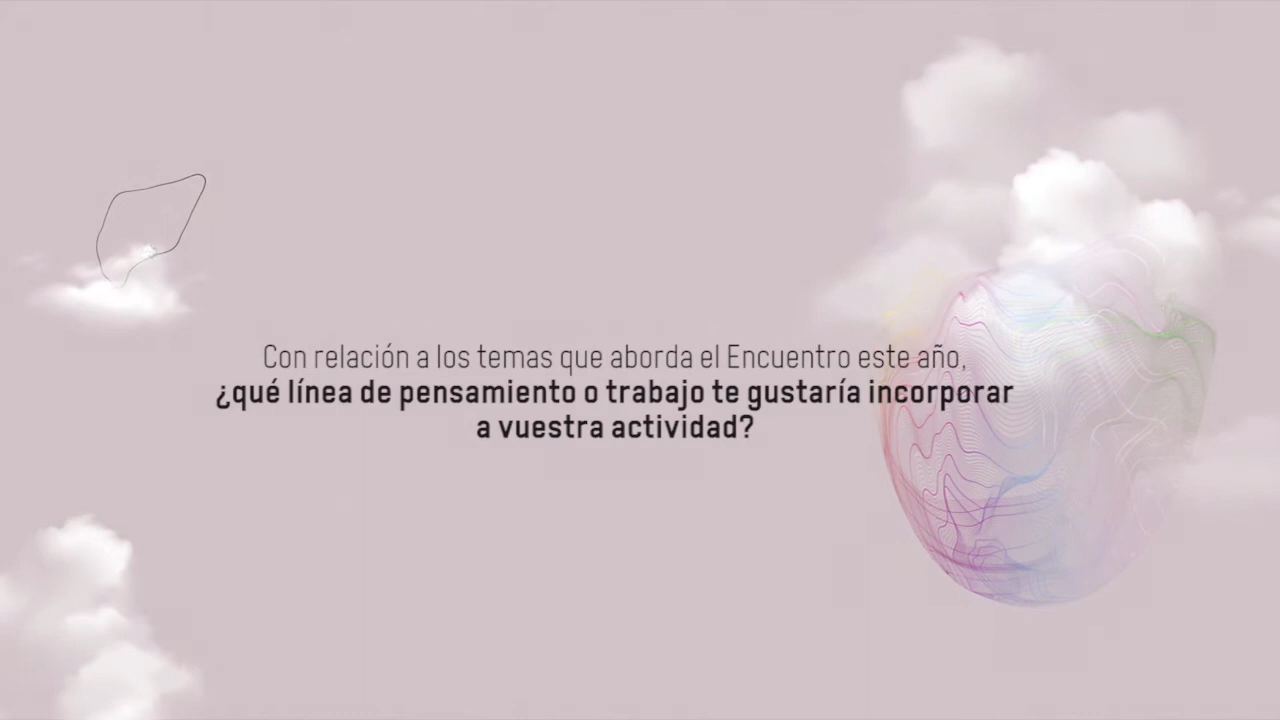 Con relación a los temas que aborda el Encuentro este año,
¿qué línea de pensamiento o trabajo te gustaría incorporar
a vuestra actividad?